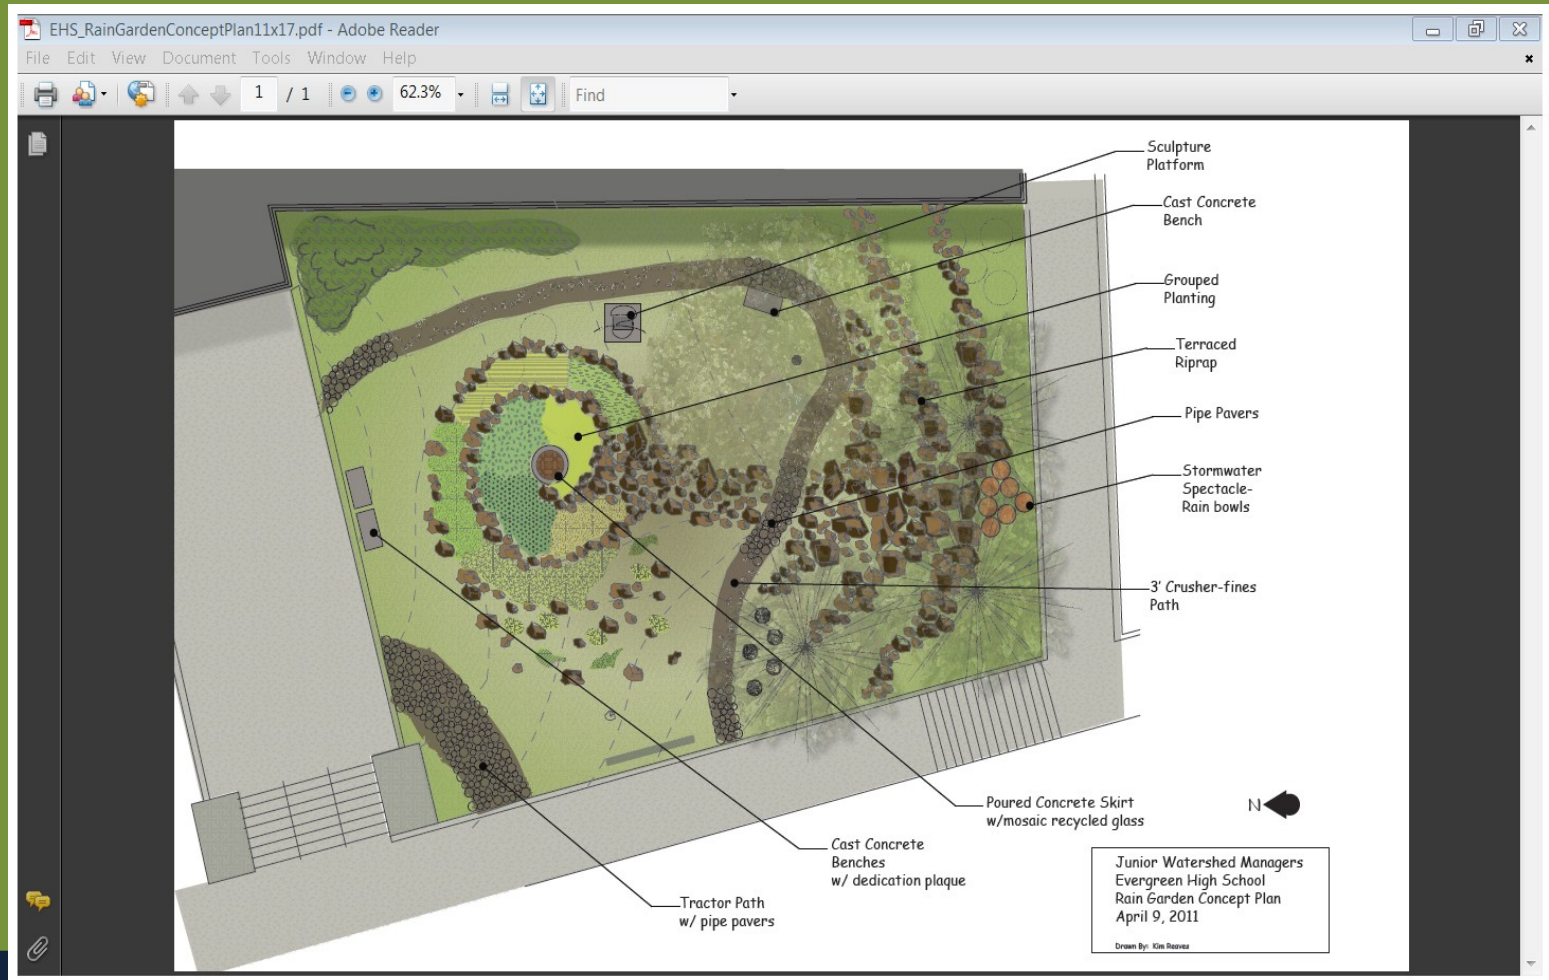 EHS_RainGardenConceptPlan11x17.pdf - Adobe Reader
File Edit View Document Tools Window Help
1 / 1 62.3% Find
Sculpture
Platform
Cast Concrete
Bench
Grouped
Planting
Terraced
Riprap
Pipe Pavers
Stormwater
Spectacle-
Rain bowls
3' Crusher-fines
Path
Poured Concrete Skirt
w/mosaic recycled glass
N
Cast Concrete
Benches
w/ dedication plaque
Tractor Path
w/ pipe pavers
Junior Watershed Managers
Evergreen High School
Rain Garden Concept Plan
April 9, 2011
Drawn By: Kim Reaves